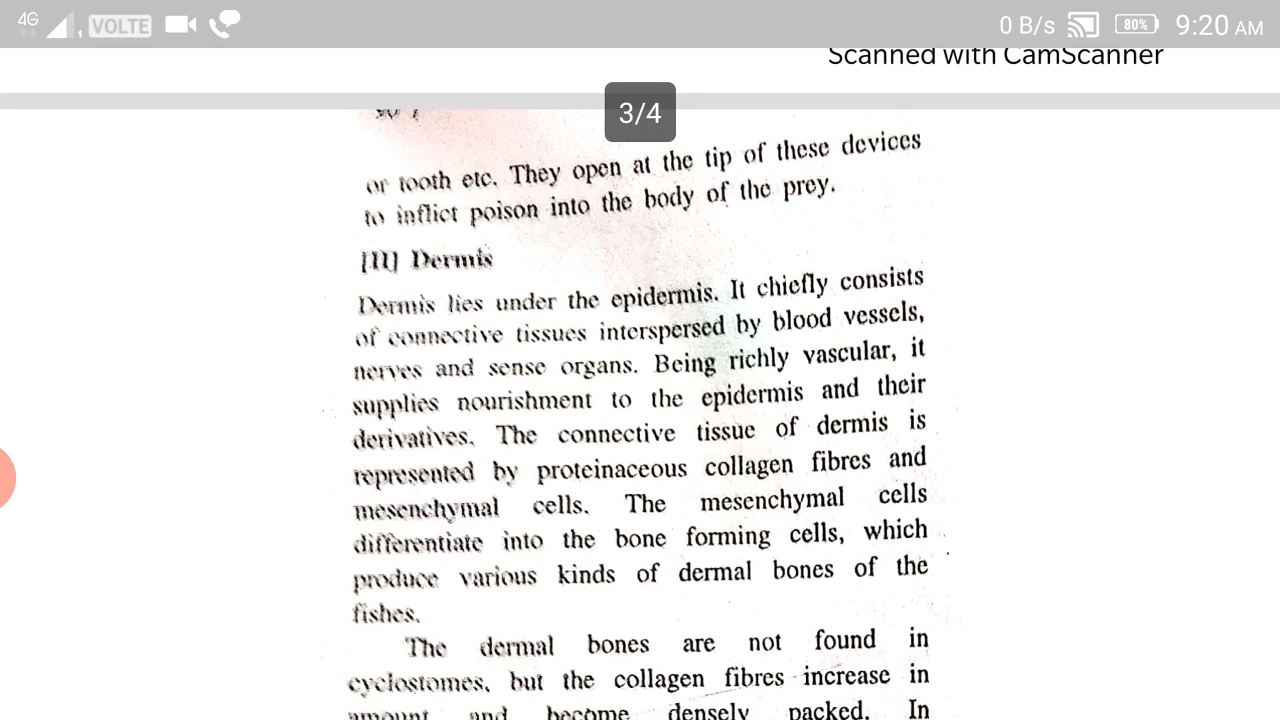 4G VOLTE 0 B/s 80% 9:20 AM
Scanned with CamScanner
3/4
or tooth etc. They open at the tip of these devices
to inflict poison into the body of the prey.
[II] Dermis
Dermis lies under the epidermis. It chiefly consists
of connective tissues interspersed by blood vessels,
nerves and sense organs. Being richly vascular, it
supplies nourishment to the epidermis and their
derivatives. The connective tissue of dermis is
represented by proteinaceous collagen fibres and
mesenchymal cells. The mesenchymal cells
differentiate into the bone forming cells, which
produce various kinds of dermal bones of the
fishes.
The dermal bones are not found in
cyclostomes, but the collagen fibres increase in
amount and become densely packed. In